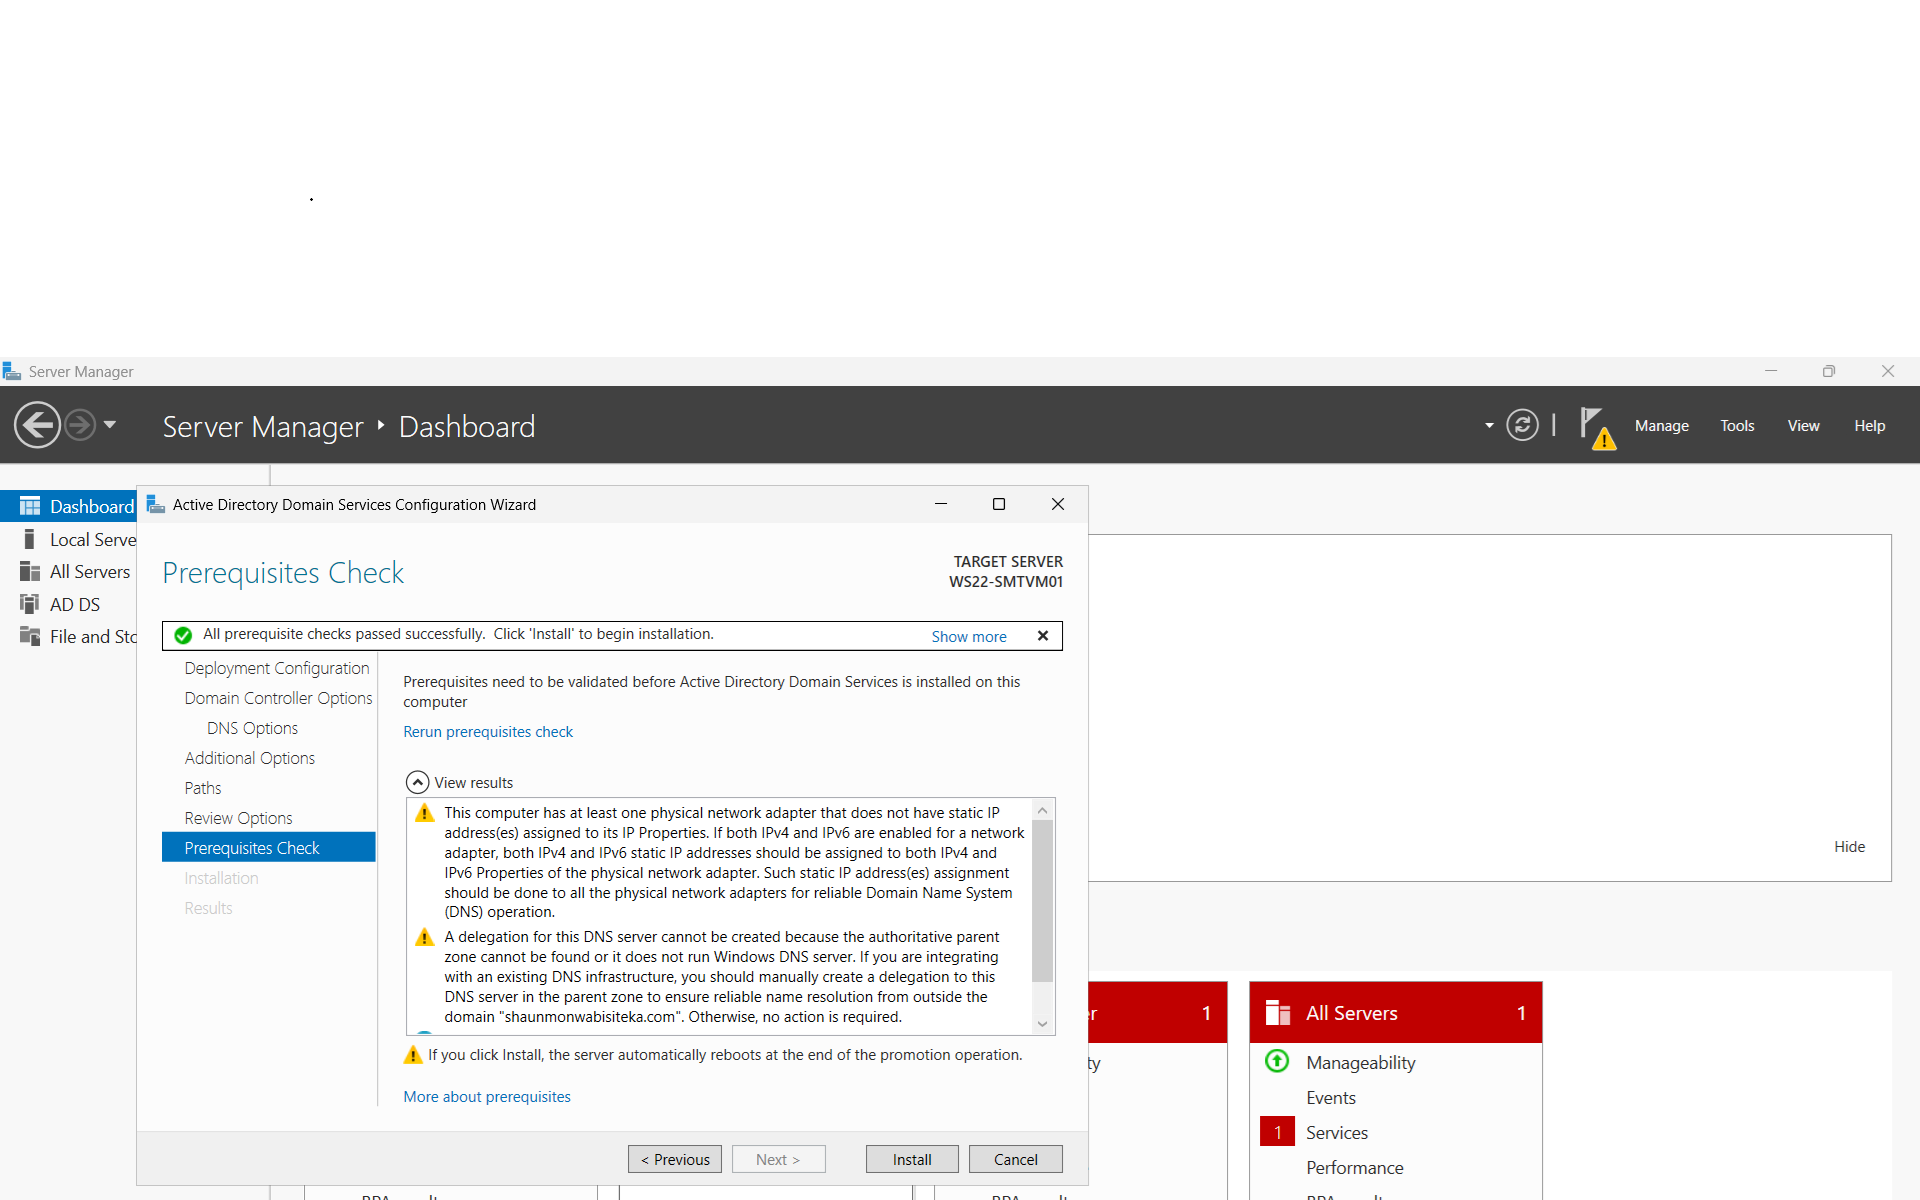 Server Manager
Server Manager ‣ Dashboard
Manage Tools View Help
Dashboard
Local Serve
All Servers
AD DS
File and Sto
Active Directory Domain Services Configuration Wizard
Prerequisites Check
TARGET SERVER
WS22-SMTVM01
All prerequisite checks passed successfully.  Click 'Install' to begin installation.
Show more
Deployment Configuration
Domain Controller Options
DNS Options
Additional Options
Paths
Review Options
Prerequisites Check
Installation
Results
Prerequisites need to be validated before Active Directory Domain Services is installed on this
computer
Rerun prerequisites check
View results
This computer has at least one physical network adapter that does not have static IP
address(es) assigned to its IP Properties. If both IPv4 and IPv6 are enabled for a network
adapter, both IPv4 and IPv6 static IP addresses should be assigned to both IPv4 and
IPv6 Properties of the physical network adapter. Such static IP address(es) assignment
should be done to all the physical network adapters for reliable Domain Name System
(DNS) operation.
A delegation for this DNS server cannot be created because the authoritative parent
zone cannot be found or it does not run Windows DNS server. If you are integrating
with an existing DNS infrastructure, you should manually create a delegation to this
DNS server in the parent zone to ensure reliable name resolution from outside the
domain "shaunmonwabisiteka.com". Otherwise, no action is required.
If you click Install, the server automatically reboots at the end of the promotion operation.
More about prerequisites
< Previous
Next >
Install
Cancel
Hide
er 1
ty
All Servers 1
Manageability
Events
1 Services
Performance